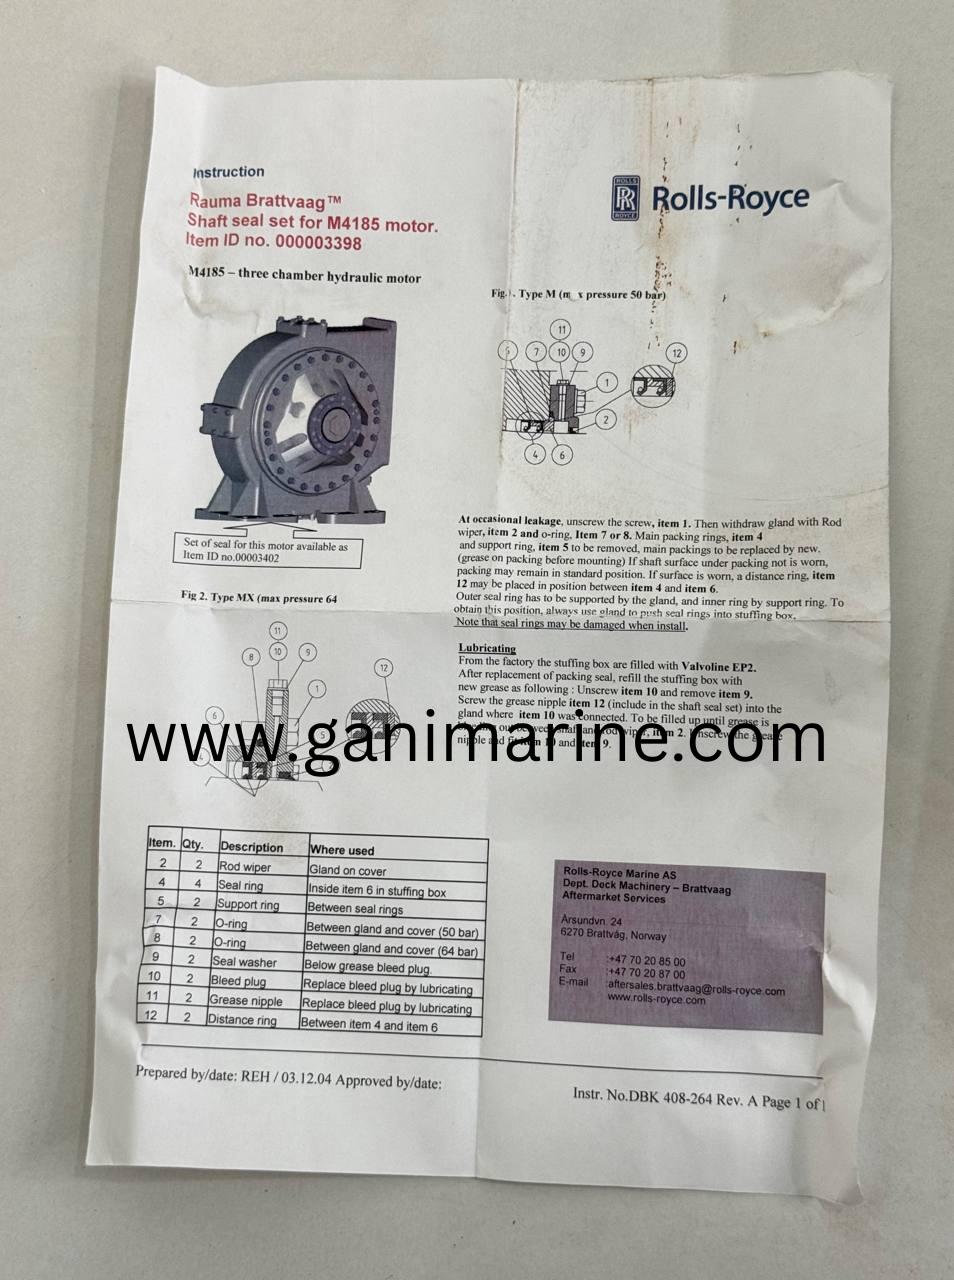 Instruction
Rauma Brattvaag™
Shaft seal set for M4185 motor.
Item ID no. 000003398
M4185 – three chamber hydraulic motor
ROLLS
RR
ROYCE
Rolls-Royce
Fig. . Type M (m x pressure 50 bar)
11
5 7 10 9 12
1
2
4 6
Set of seal for this motor available as
Item ID no.00003402
Fig 2. Type MX (max pressure 64
11
8 10 9
12
1
6
At occasional leakage, unscrew the screw, item 1. Then withdraw gland with Rod
wiper, item 2 and o-ring, Item 7 or 8. Main packing rings, item 4
and support ring, item 5 to be removed, main packings to be replaced by new.
(grease on packing before mounting) If shaft surface under packing not is worn,
packing may remain in standard position. If surface is worn, a distance ring, item
12 may be placed in position between item 4 and item 6.
Outer seal ring has to be supported by the gland, and inner ring by support ring. To
obtain this position, always use gland to push seal rings into stuffing box.
Note that seal rings may be damaged when install.
Lubricating
From the factory the stuffing box are filled with Valvoline EP2.
After replacement of packing seal, refill the stuffing box with
new grease as following : Unscrew item 10 and remove item 9.
Screw the grease nipple item 12 (include in the shaft seal set) into the
gland where item 10 was connected. To be filled up until grease is
item 2. Unscrew the grease
nipple and item 10 and item 9.
www.ganimarine.com
Item. Qty. Description Where used
2 2 Rod wiper Gland on cover
4 4 Seal ring Inside item 6 in stuffing box
5 2 Support ring Between seal rings
7 2 O-ring Between gland and cover (50 bar)
8 2 O-ring Between gland and cover (64 bar)
9 2 Seal washer Below grease bleed plug.
10 2 Bleed plug Replace bleed plug by lubricating
11 2 Grease nipple Replace bleed plug by lubricating
12 2 Distance ring Between item 4 and item 6
Rolls-Royce Marine AS
Dept. Deck Machinery – Brattvaag
Aftermarket Services
Årsundvn. 24
6270 Brattvåg, Norway
Tel :+47 70 20 85 00
Fax :+47 70 20 87 00
E-mail :aftersales.brattvaag@rolls-royce.com
www.rolls-royce.com
Prepared by/date: REH / 03.12.04 Approved by/date:
Instr. No.DBK 408-264 Rev. A Page 1 of 1